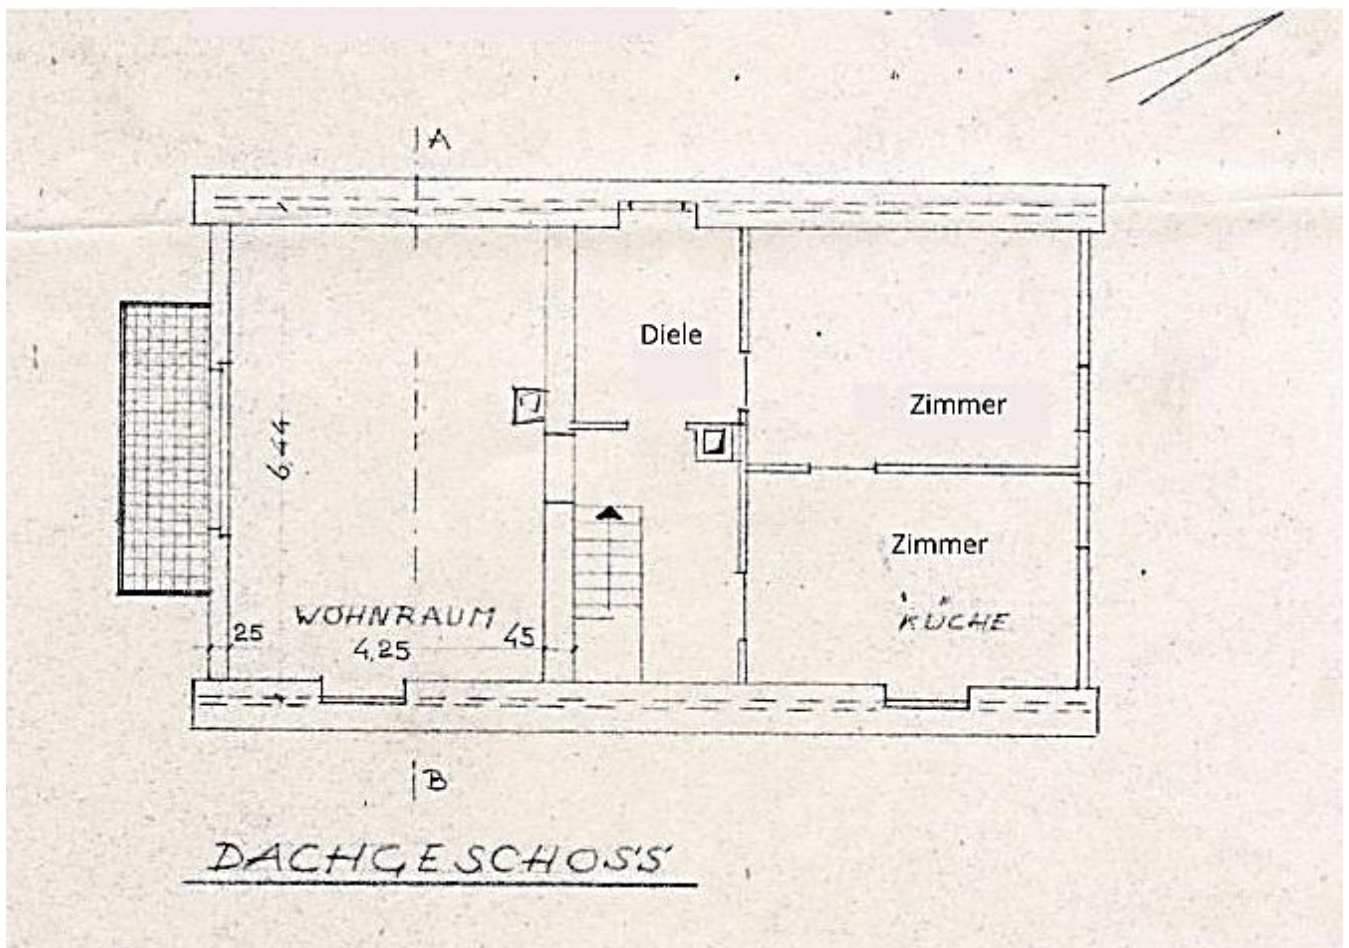 A
Diele
Zimmer
6,44
Zimmer
KÜCHE
WOHNRAUM
25
4,25
45
B
DACHGESCHOSS